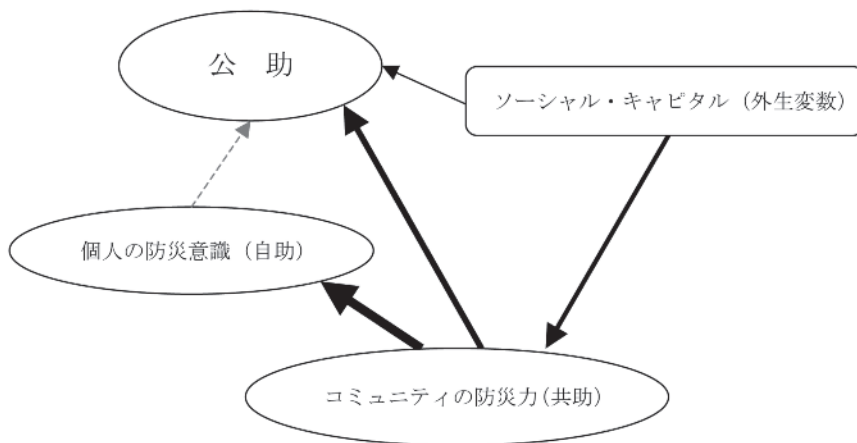 公　助
ソーシャル・キャピタル（外生変数）
個人の防災意識（自助）
コミュニティの防災力（共助）